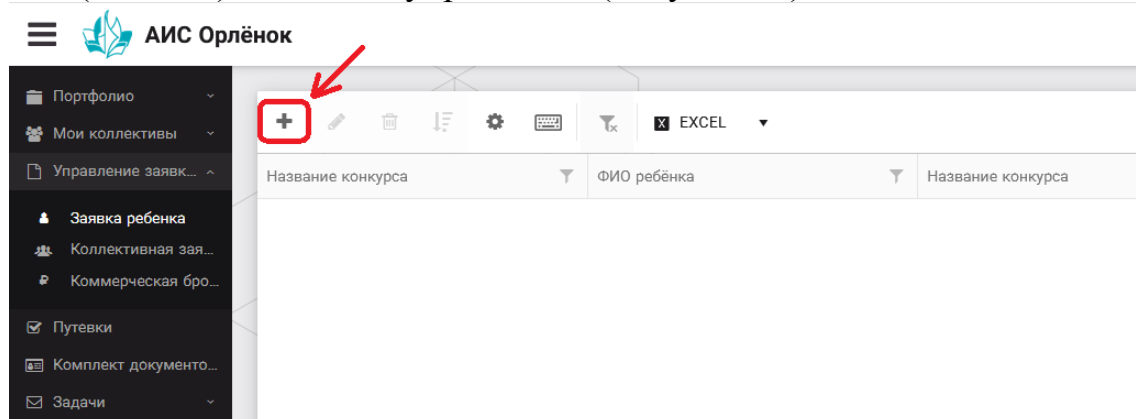 АИС Орлёнок
Портфолио
Мои коллективы
Управление заявк...
Заявка ребенка
Коллективная зая...
Коммерческая бро...
Путевки
Комплект документо...
Задачи
EXCEL
Название конкурса
ФИО ребёнка
Название конкурса